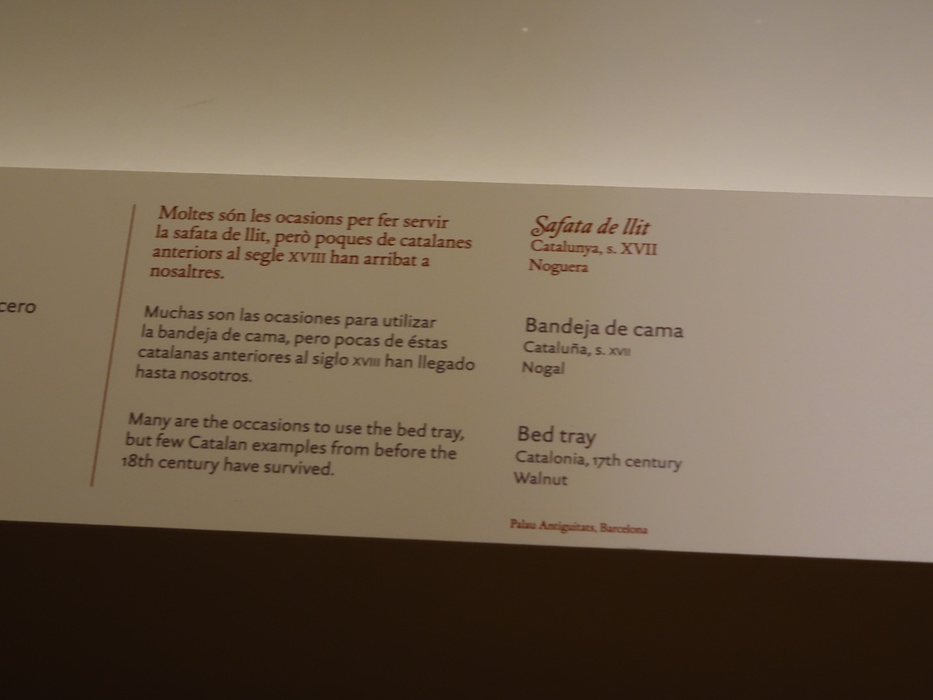 cero
Moltes són les ocasions per fer servir
la safata de llit, però poques de catalanes
anteriors al segle XVIII han arribat a
nosaltres.
Muchas son las ocasiones para utilizar
la bandeja de cama, pero pocas de éstas
catalanas anteriores al siglo XVIII han llegado
hasta nosotros.
Many are the occasions to use the bed tray,
but few Catalan examples from before the
18th century have survived.
Safata de llit
Catalunya, s. XVII
Noguera
Bandeja de cama
Cataluña, s. XVII
Nogal
Bed tray
Catalonia, 17th century
Walnut
Palau Antiguitats, Barcelona